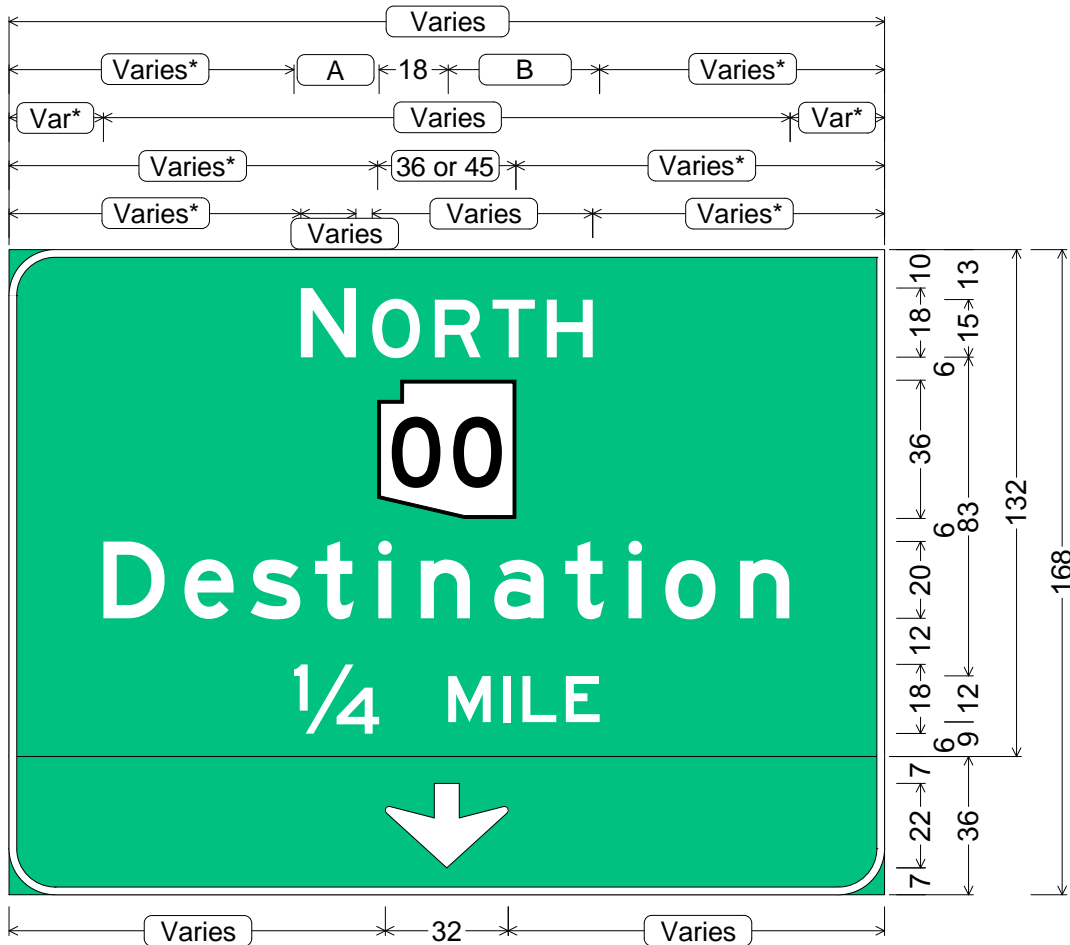 Varies
Varies* A 18 B Varies*
Var* Varies Var*
Varies* 36 or 45 Varies*
Varies* Varies Varies Varies*
10 13
NORTH
18 15
6
00
36
132
83
6
168
Destination
20
12
1/4 MILE
18 12
6 9
7
22 36
7
Varies 32 Varies